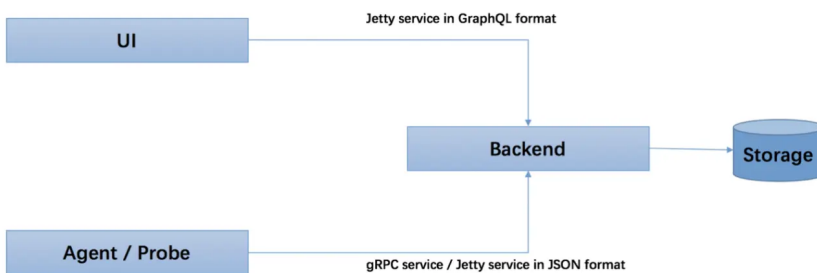 Jetty service in GraphQL format
UI
Backend
Storage
Agent / Probe
gRPC service / Jetty service in JSON format